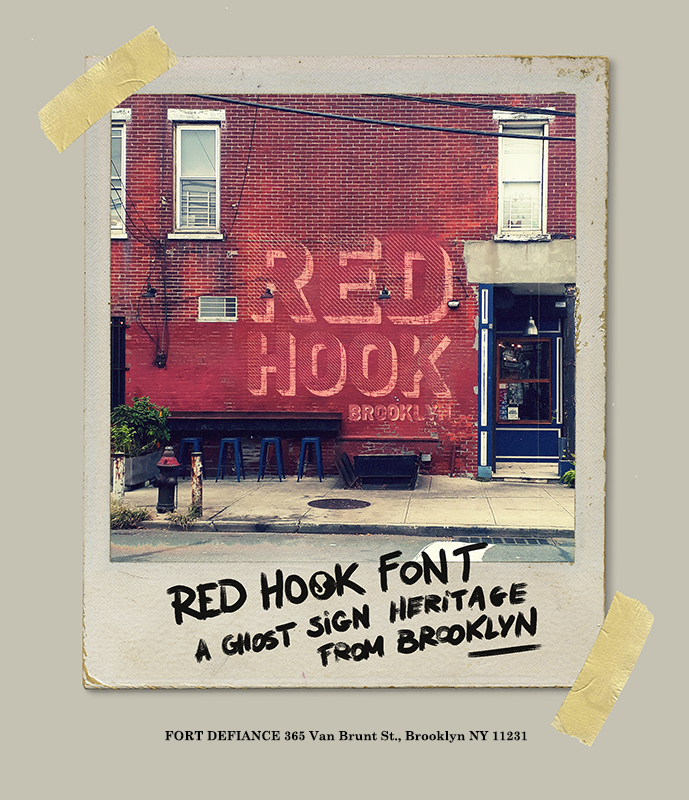 RED
HOOK
BROOKLYN
RED HOOK FONT
A GHOST SiGN HERiTAGE
FROM BROOKLYN
FORT DEFIANCE 365 Van Brunt St., Brooklyn NY 11231